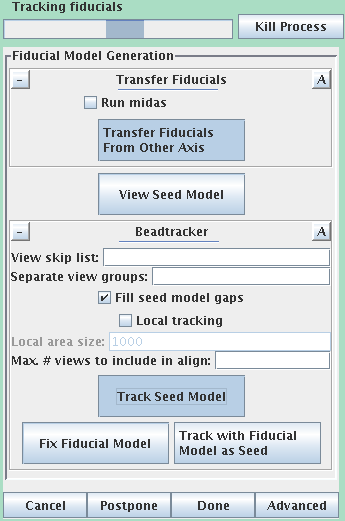 Tracking fiducials
Kill Process
Fiducial Model Generation
- Transfer Fiducials A
Run midas
Transfer Fiducials
From Other Axis
View Seed Model
- Beadtracker A
View skip list:
Separate view groups:
Fill seed model gaps
Local tracking
Local area size: 1000
Max. # views to include in align:
Track Seed Model
Fix Fiducial Model
Track with Fiducial
Model as Seed
Cancel Postpone Done Advanced